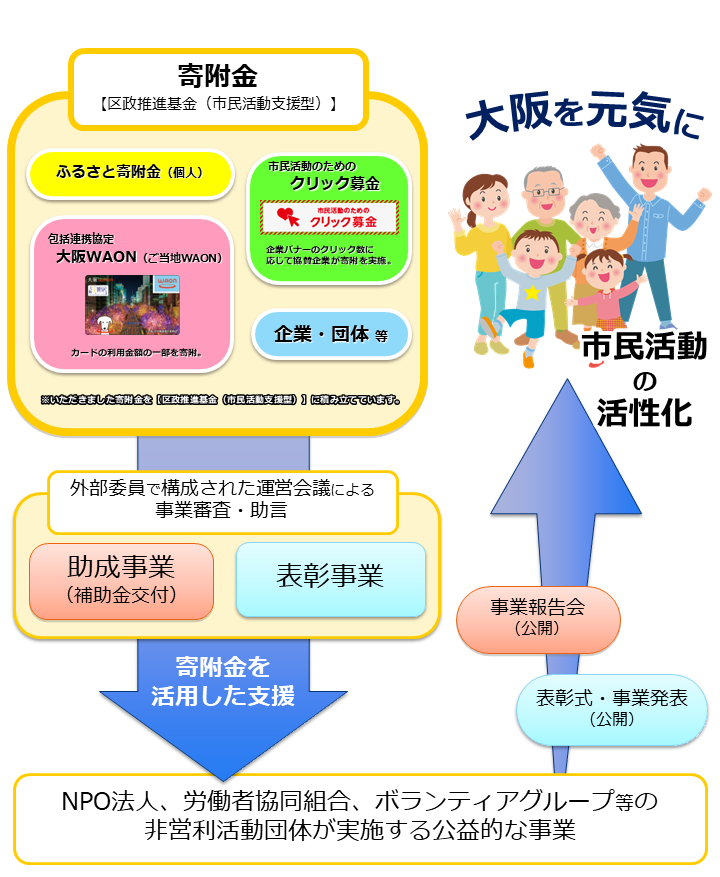 寄附金
【区政推進基金（市民活動支援型）】
ふるさと寄附金（個人）
市民活動のための
クリック募金
市民活動のための
クリック募金
企業バナーのクリック数に
応じて協賛企業が寄附を実施。
包括連携協定
大阪WAON（ご当地WAON）
WAON
カードの利用金額の一部を寄附。
企業・団体 等
※いただきました寄附金を【区政推進基金（市民活動支援型）】に積み立てています。
外部委員で構成された運営会議による
事業審査・助言
助成事業
（補助金交付）
表彰事業
寄附金を
活用した支援
NPO法人、労働者協同組合、ボランティアグループ等の
非営利活動団体が実施する公益的な事業
表彰式・事業発表
（公開）
事業報告会
（公開）
市民活動
の
活性化
大阪を元気に